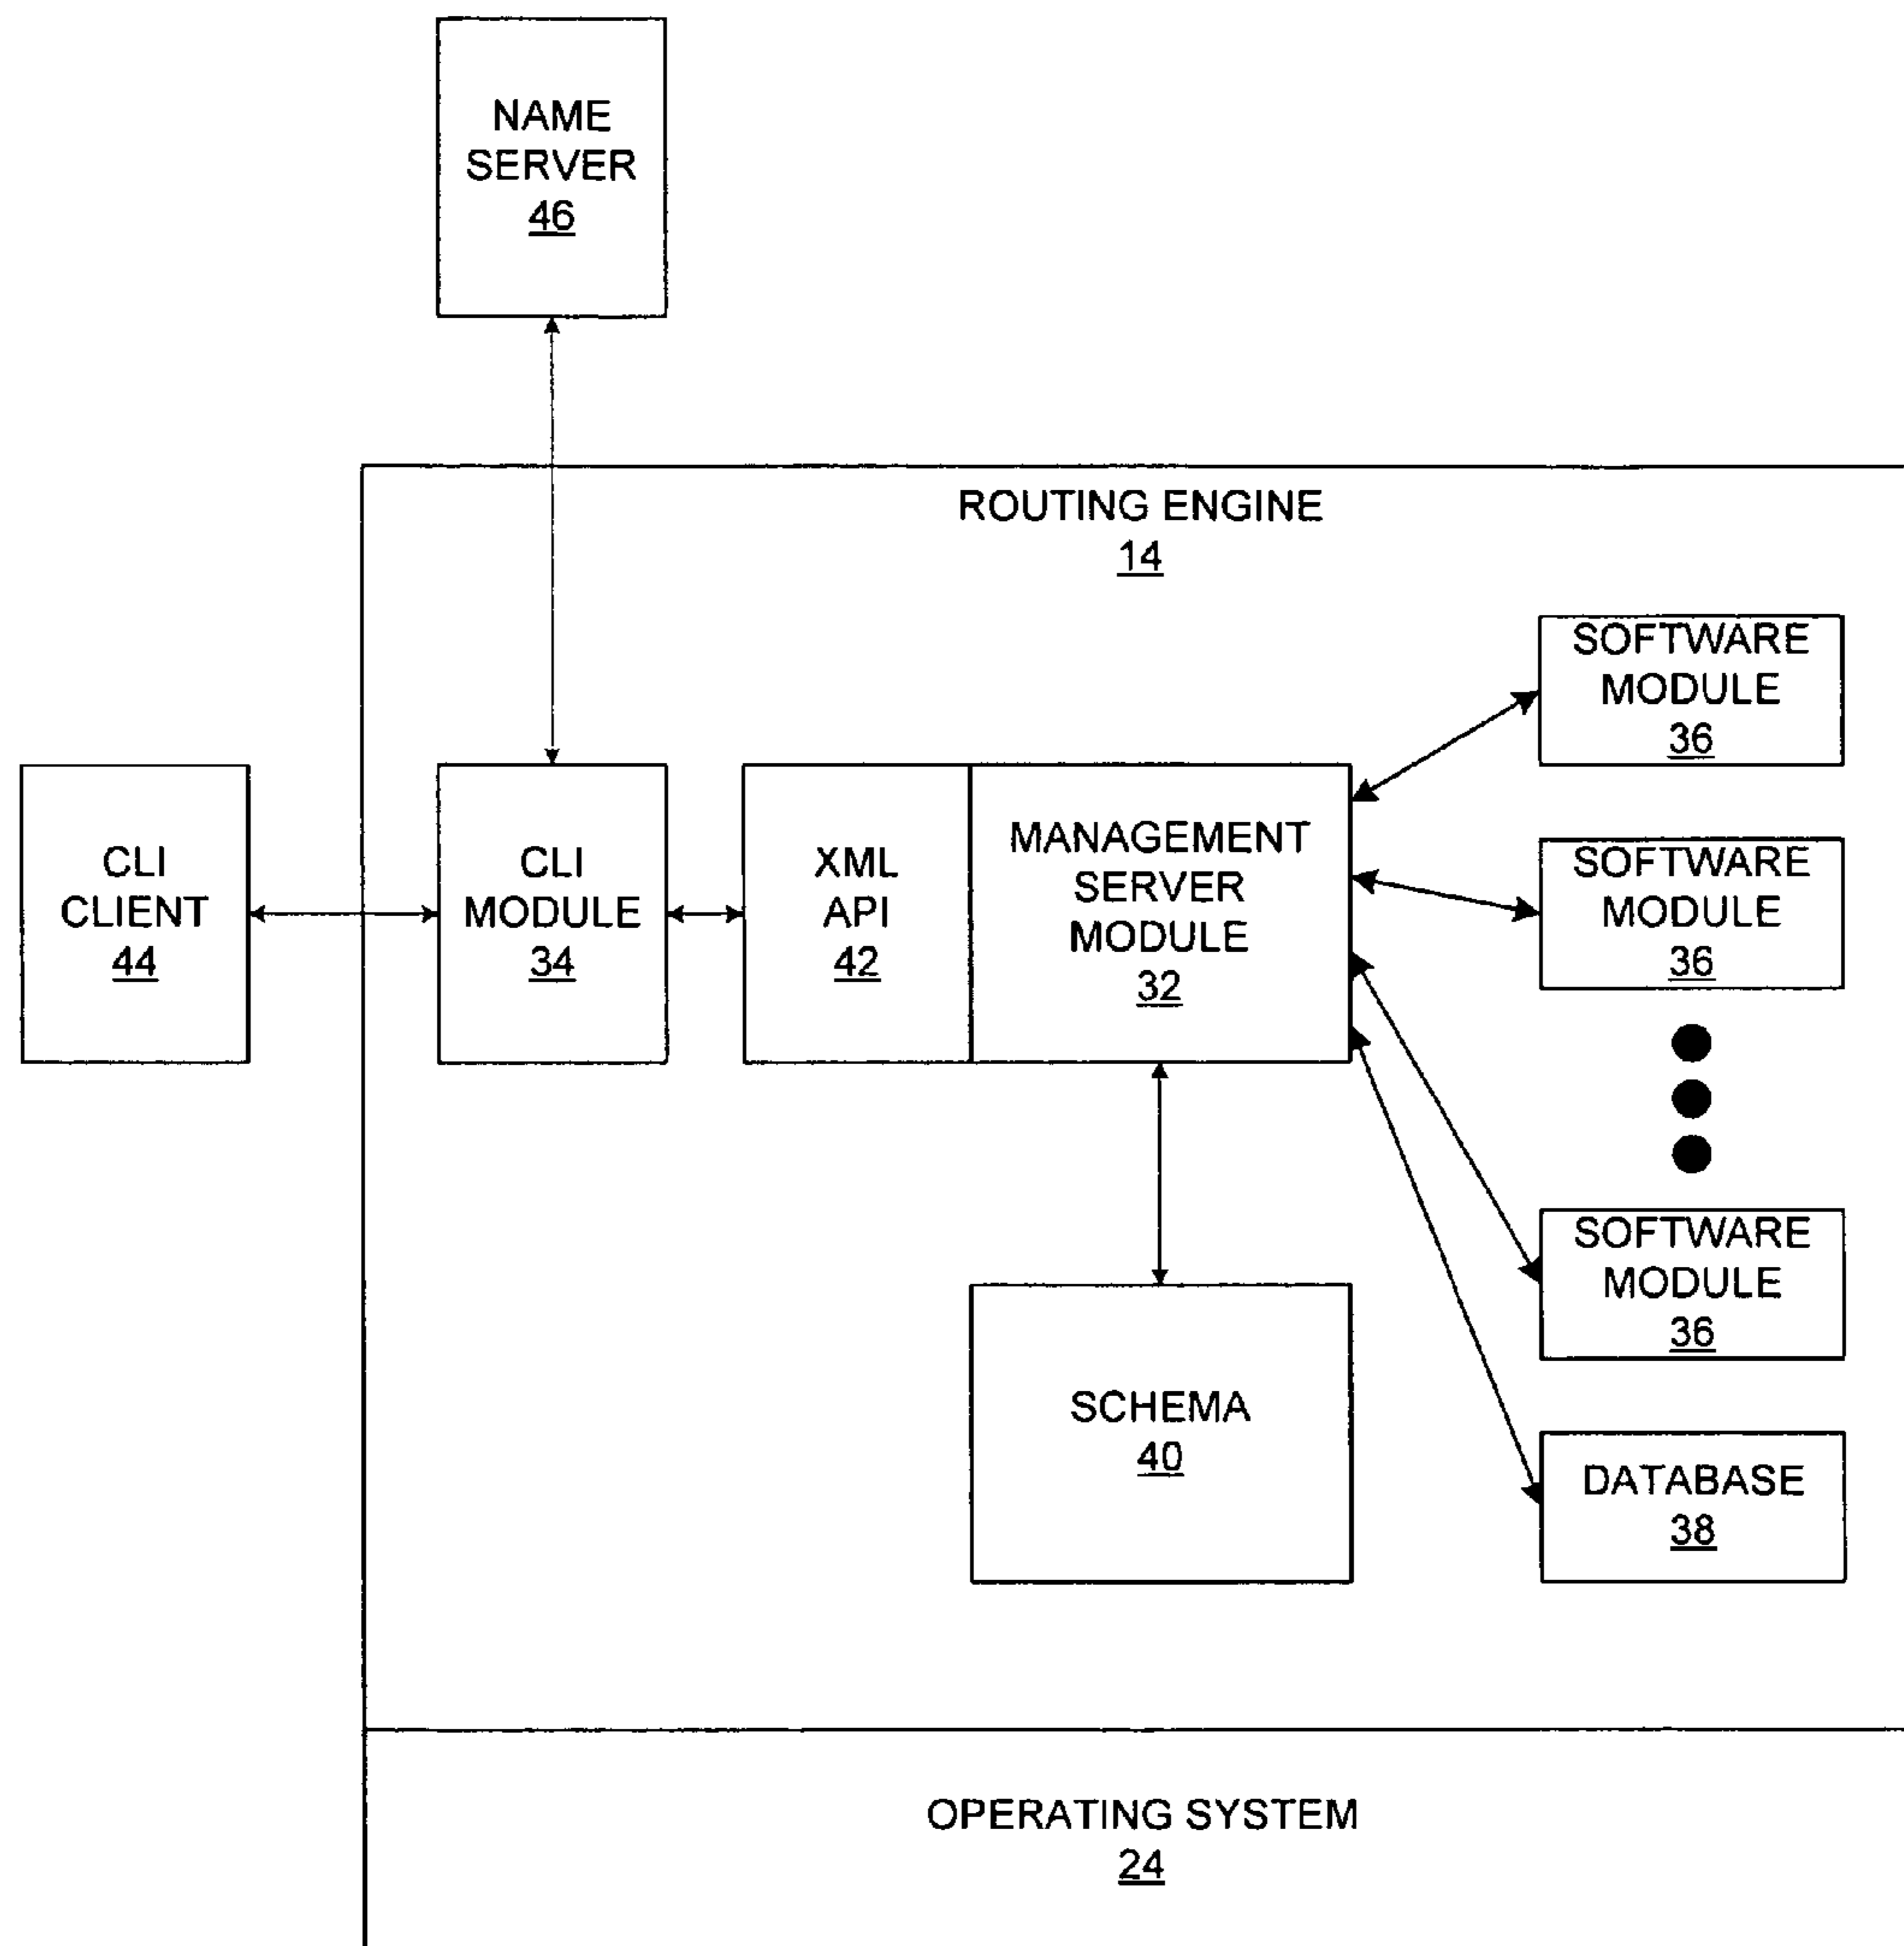 NAME
SERVER
46
ROUTING ENGINE
14
SOFTWARE
MODULE
36
CLI
CLIENT
44
CLI
MODULE
34
XML
API
42
MANAGEMENT
SERVER
MODULE
32
SOFTWARE
MODULE
36
SOFTWARE
MODULE
36
SCHEMA
40
DATABASE
38
OPERATING SYSTEM
24